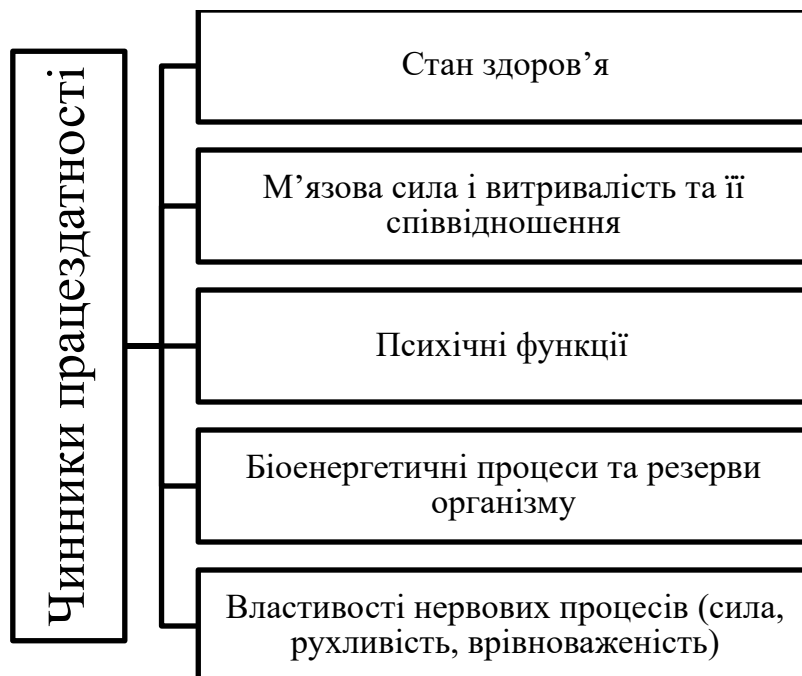 Чинники працездатності
Стан здоров’я
М’язова сила і витривалість та її
співвідношення
Психічні функції
Біоенергетичні процеси та резерви
організму
Властивості нервових процесів (сила,
рухливість, врівноваженість)